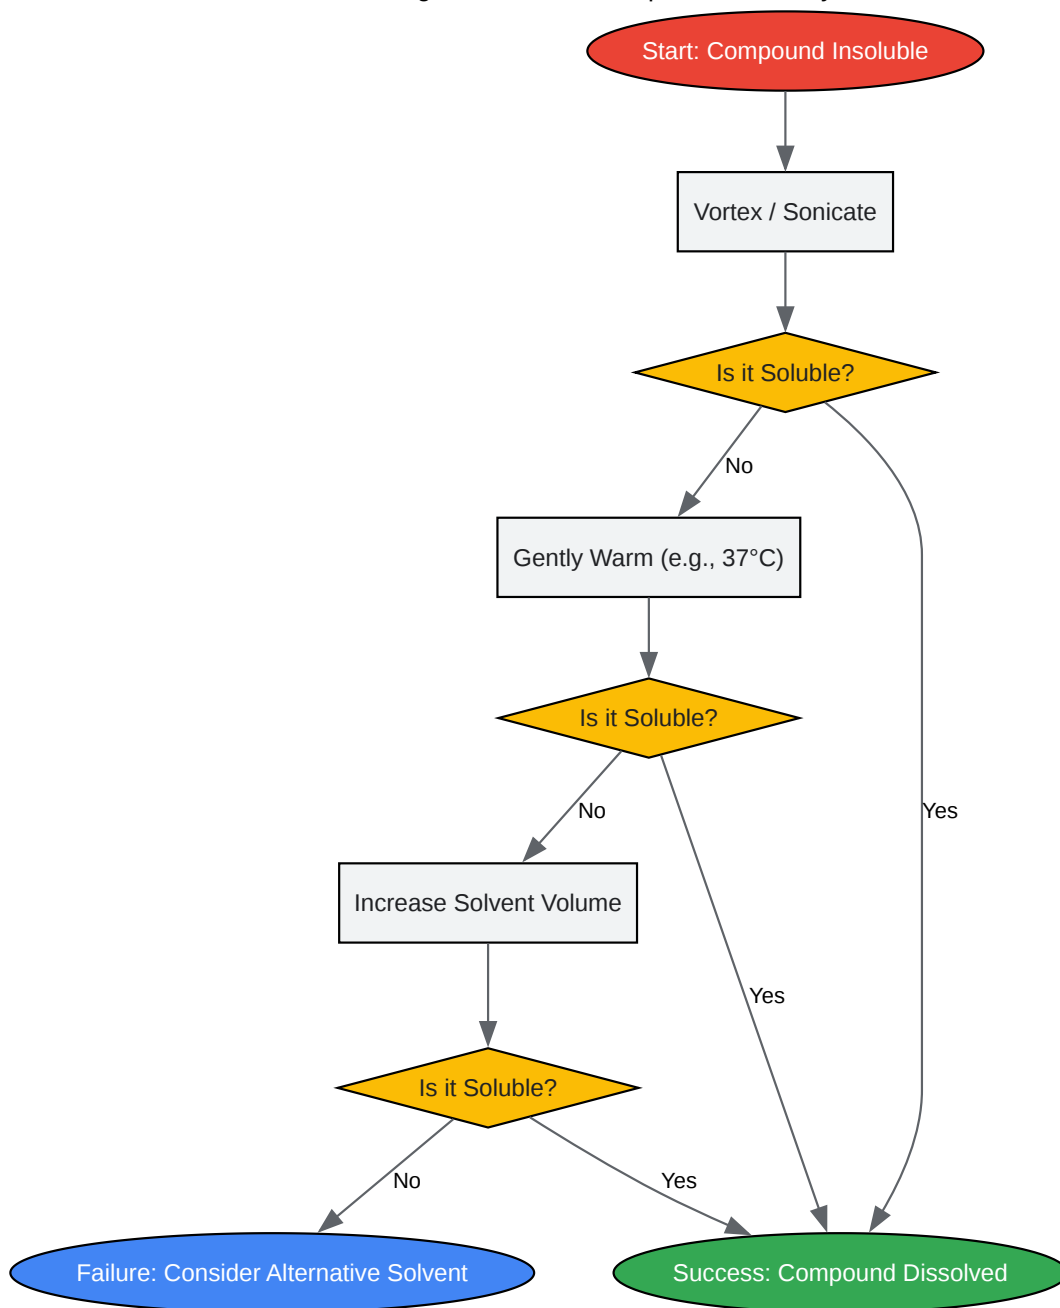 Start: Compound Insoluble
Vortex / Sonicate
Is it Soluble?
No
Gently Warm (e.g., 37°C)
Is it Soluble?
No
Yes
Increase Solvent Volume
Yes
Is it Soluble?
No
Yes
Failure: Consider Alternative Solvent
Success: Compound Dissolved